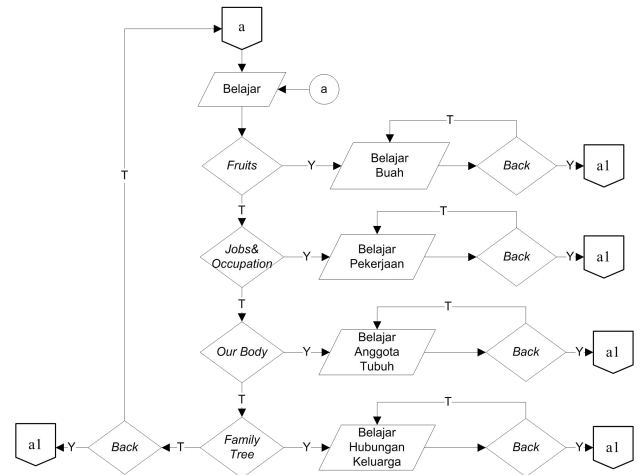 a
Belajar
a
T
Fruits
Y
Belajar
Buah
Back
Y
a1
T
T
Jobs&
Occupation
Y
Belajar
Pekerjaan
T
Back
Y
a1
T
Our Body
Y
Belajar
Anggota
Tubuh
T
Back
Y
a1
T
a1
Y
Back
T
Family
Tree
Y
Belajar
Hubungan
Keluarga
T
Back
Y
a1
T